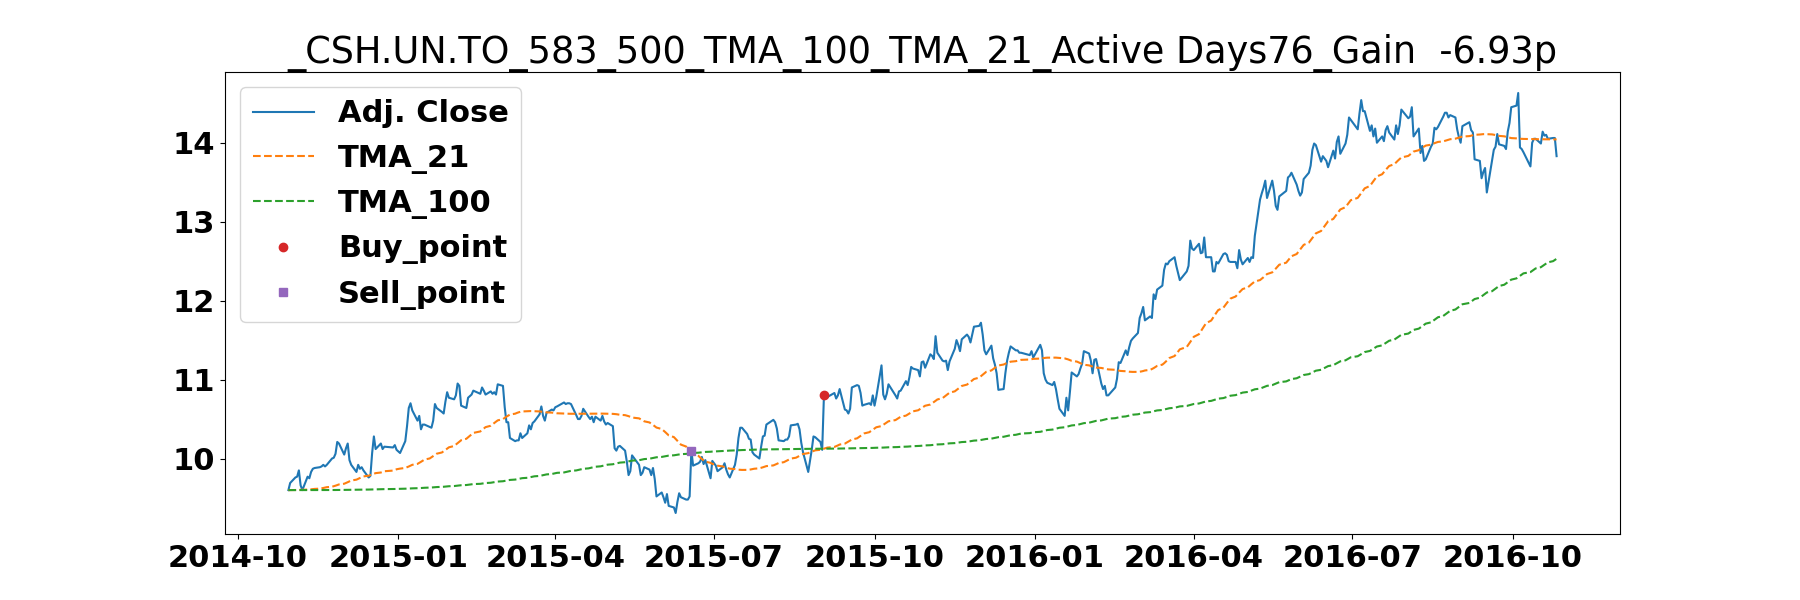 _CSH.UN.TO_583_500_TMA_100_TMA_21_Active Days76_Gain  -6.93p
Adj. Close
TMA_21
TMA_100
Buy_point
Sell_point
14
13
12
11
10
2014-10 2015-01 2015-04 2015-07 2015-10 2016-01 2016-04 2016-07 2016-10